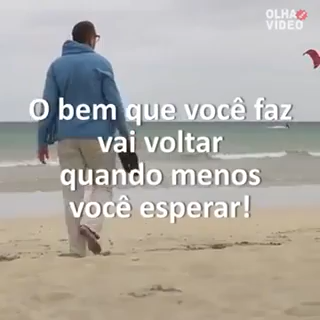 OLHA
VIDEO
O bem que você faz
vai voltar
quando menos
você esperar!